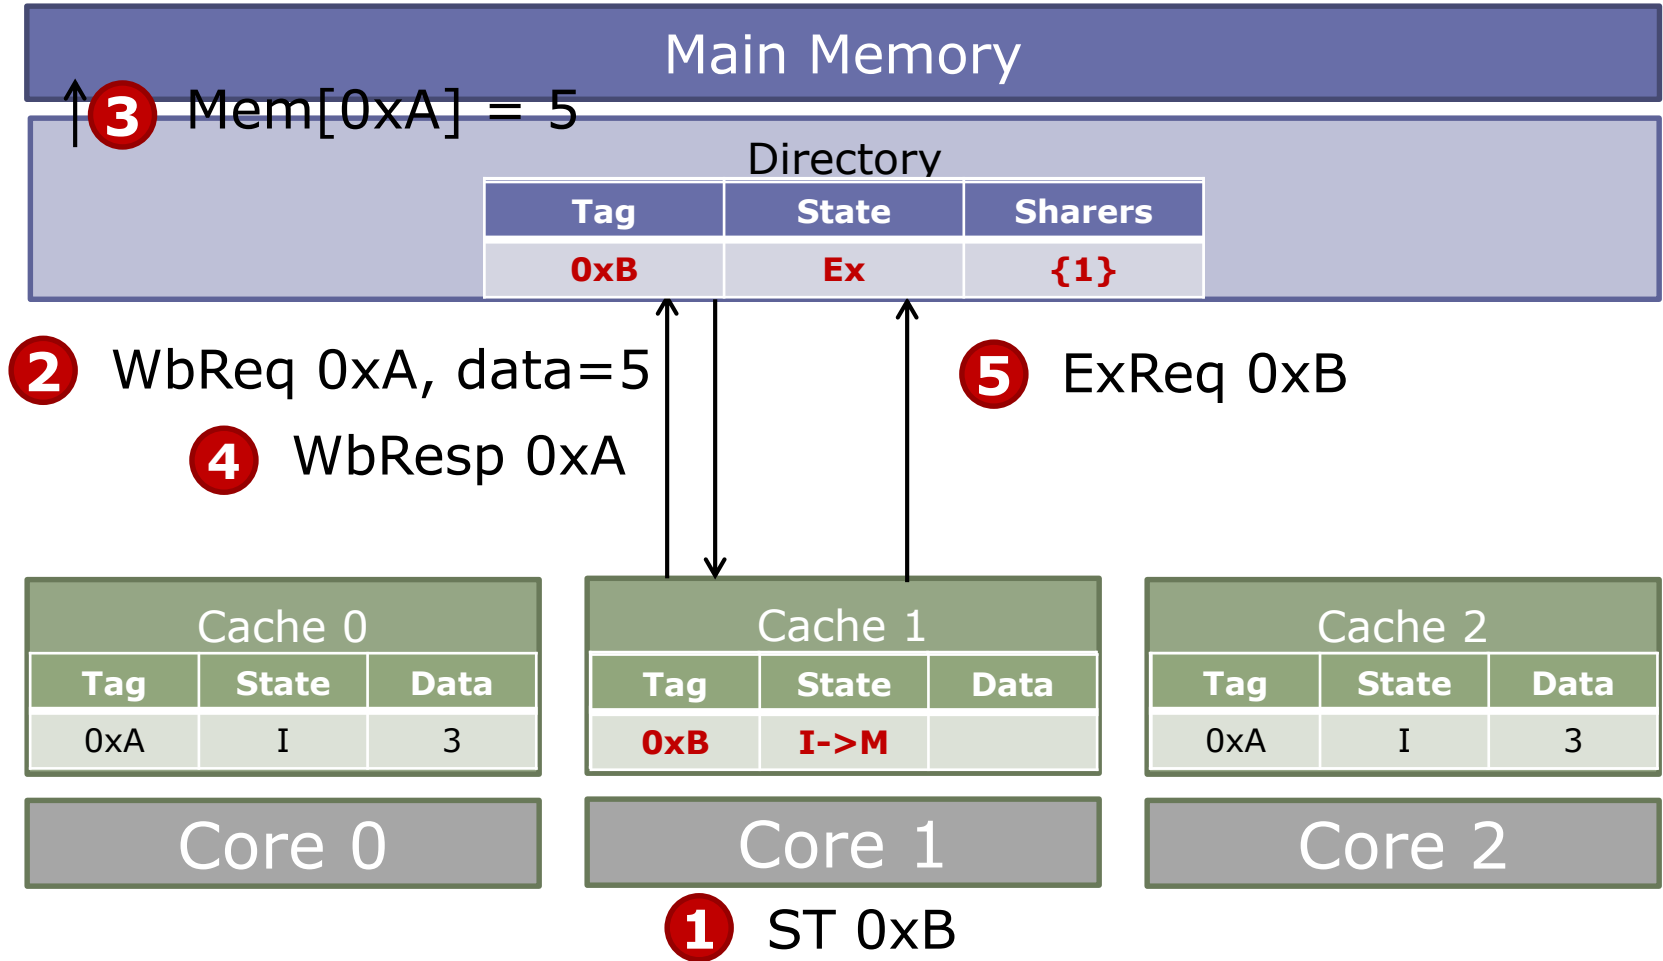 Main Memory
3 Mem[0xA] = 5
Directory
Tag State Sharers
0xB Ex {1}
2 WbReq 0xA, data=5
5 ExReq 0xB
4 WbResp 0xA
Cache 0 Cache 1 Cache 2
Tag State Data Tag State Data Tag State Data
0xA I 3 0xB I->M 0xA I 3
Core 0 Core 1 Core 2
1 ST 0xB